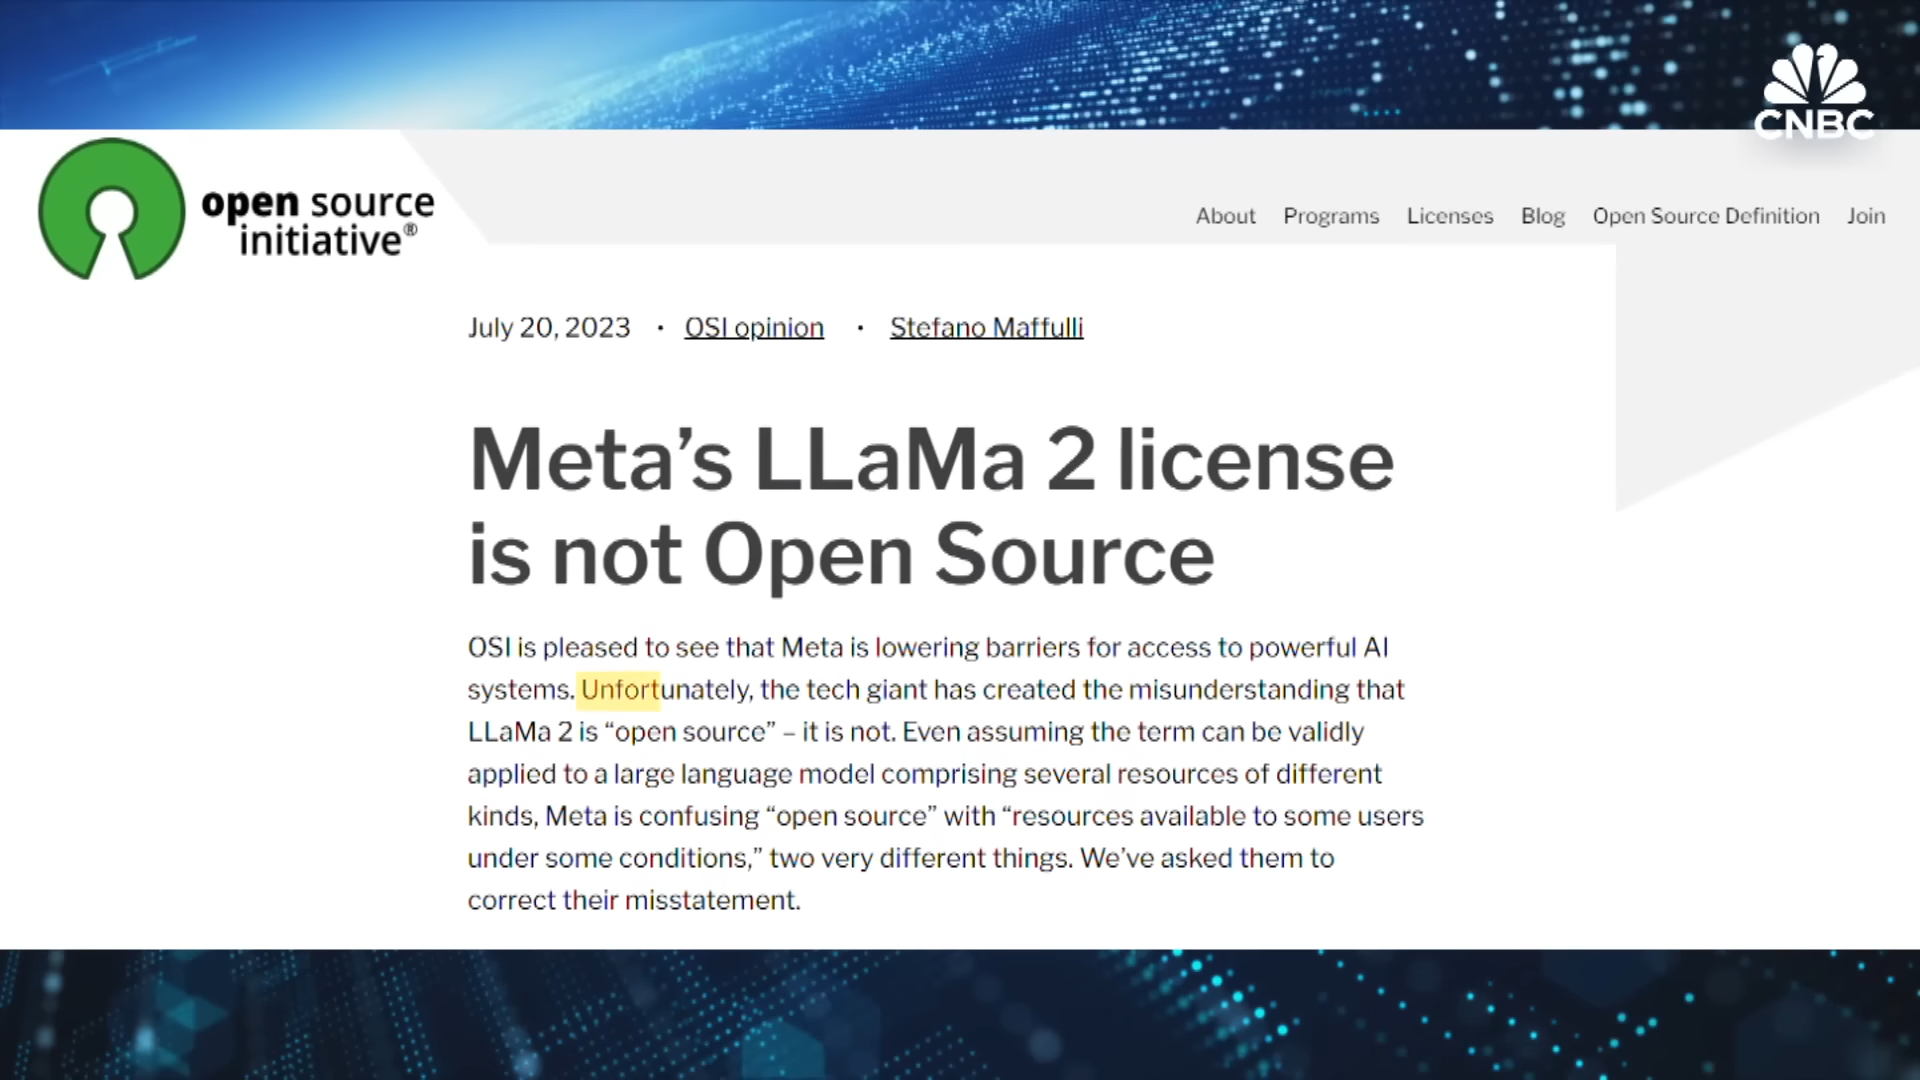 CNBC
open source
initiative®
About Programs Licenses Blog Open Source Definition Join
July 20, 2023 · OSI opinion · Stefano Maffulli
Meta’s LLaMa 2 license
is not Open Source
OSI is pleased to see that Meta is lowering barriers for access to powerful AI
systems. Unfortunately, the tech giant has created the misunderstanding that
LLaMa 2 is “open source” – it is not. Even assuming the term can be validly
applied to a large language model comprising several resources of different
kinds, Meta is confusing “open source” with “resources available to some users
under some conditions,” two very different things. We’ve asked them to
correct their misstatement.